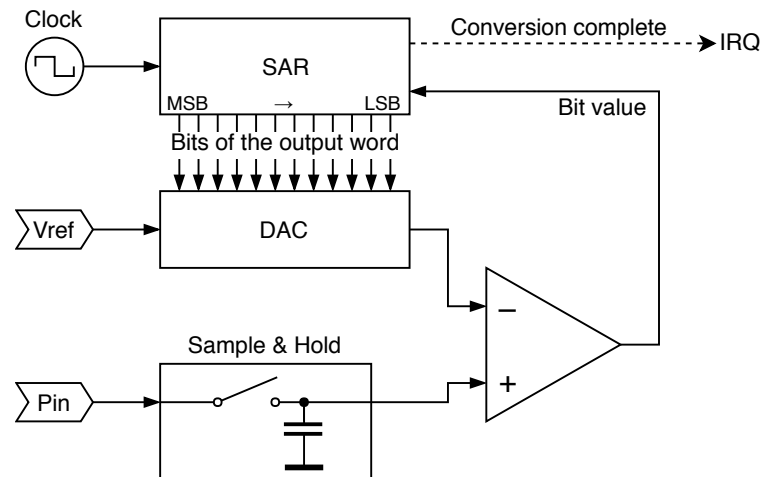 Clock
SAR
Conversion complete
IRQ
MSB → LSB
Bit value
Bits of the output word
Vref
DAC
−
Sample & Hold
Pin
+